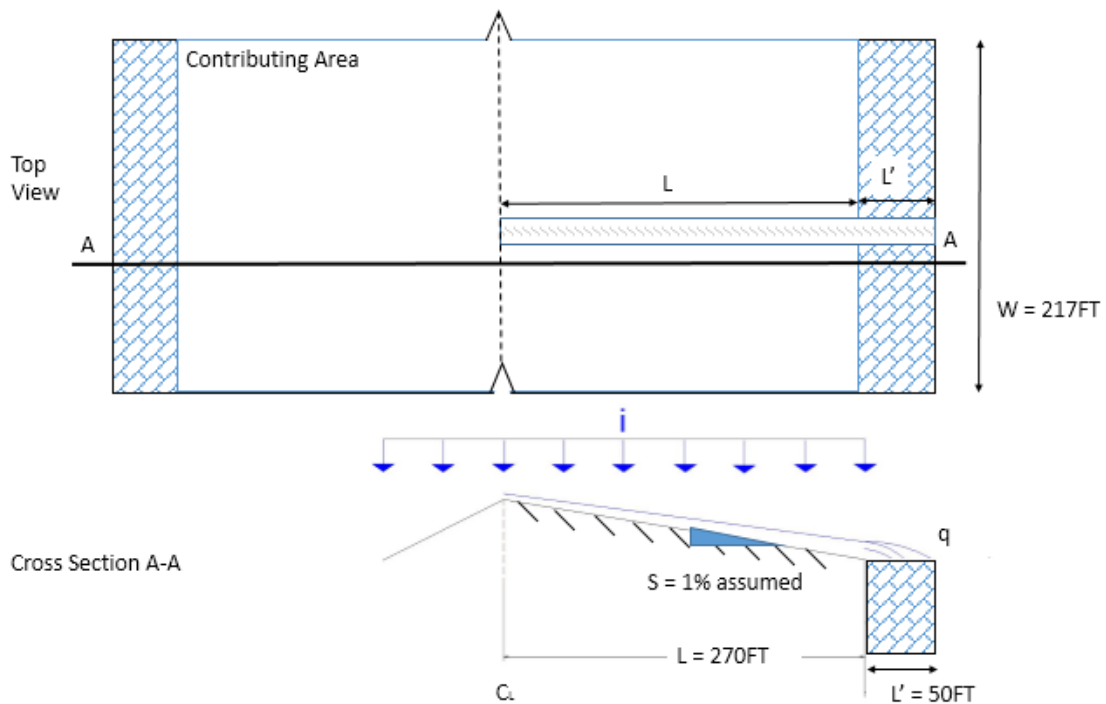 Contributing Area
Top
View
L
L'
A
A
W = 217FT
i
Cross Section A-A
q
S = 1% assumed
L = 270FT
CL
L' = 50FT